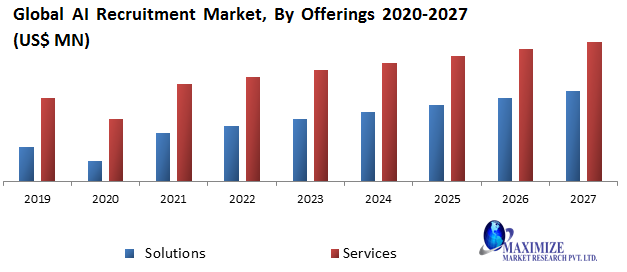 Global AI Recruitment Market, By Offerings 2020-2027
(US$ MN)
2019 2020 2021 2022 2023 2024 2025 2026 2027
Solutions Services
MAXIMIZE
MARKET RESEARCH PVT. LTD.